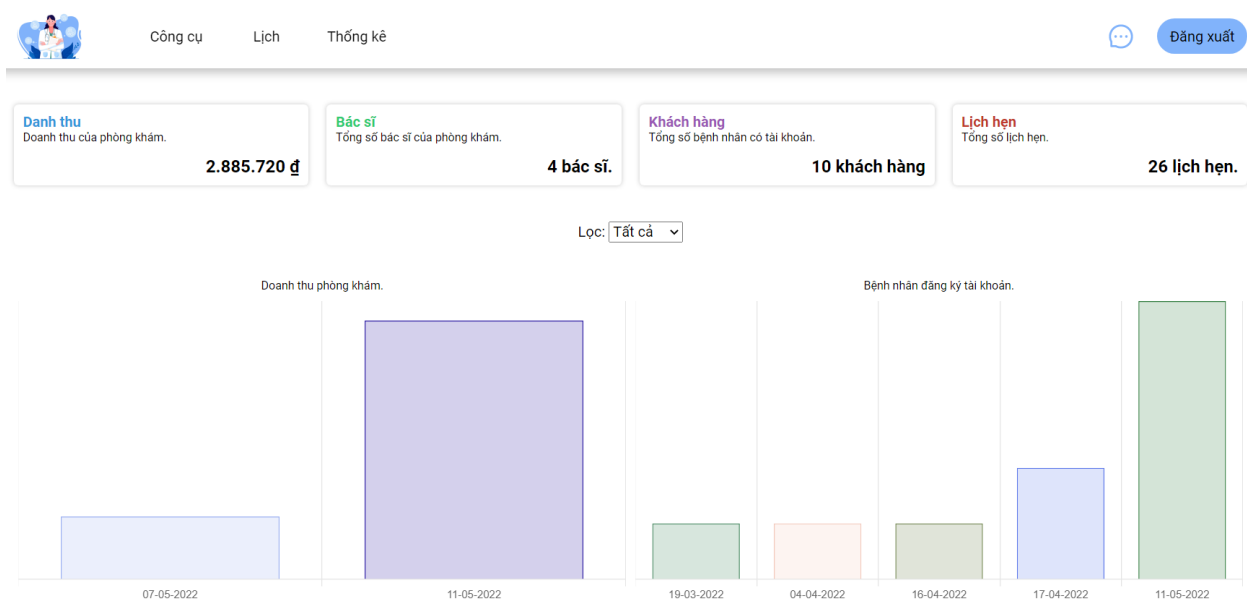 Công cụ Lịch Thống kê Đăng xuất
Danh thu
Doanh thu của phòng khám.
2.885.720 ₫
Bác sĩ
Tổng số bác sĩ của phòng khám.
4 bác sĩ.
Khách hàng
Tổng số bệnh nhân có tài khoản.
10 khách hàng
Lịch hẹn
Tổng số lịch hẹn.
26 lịch hẹn.
Lọc: Tất cả
Doanh thu phòng khám.
07-05-2022 11-05-2022
Bệnh nhân đăng ký tài khoản.
19-03-2022 04-04-2022 16-04-2022 17-04-2022 11-05-2022